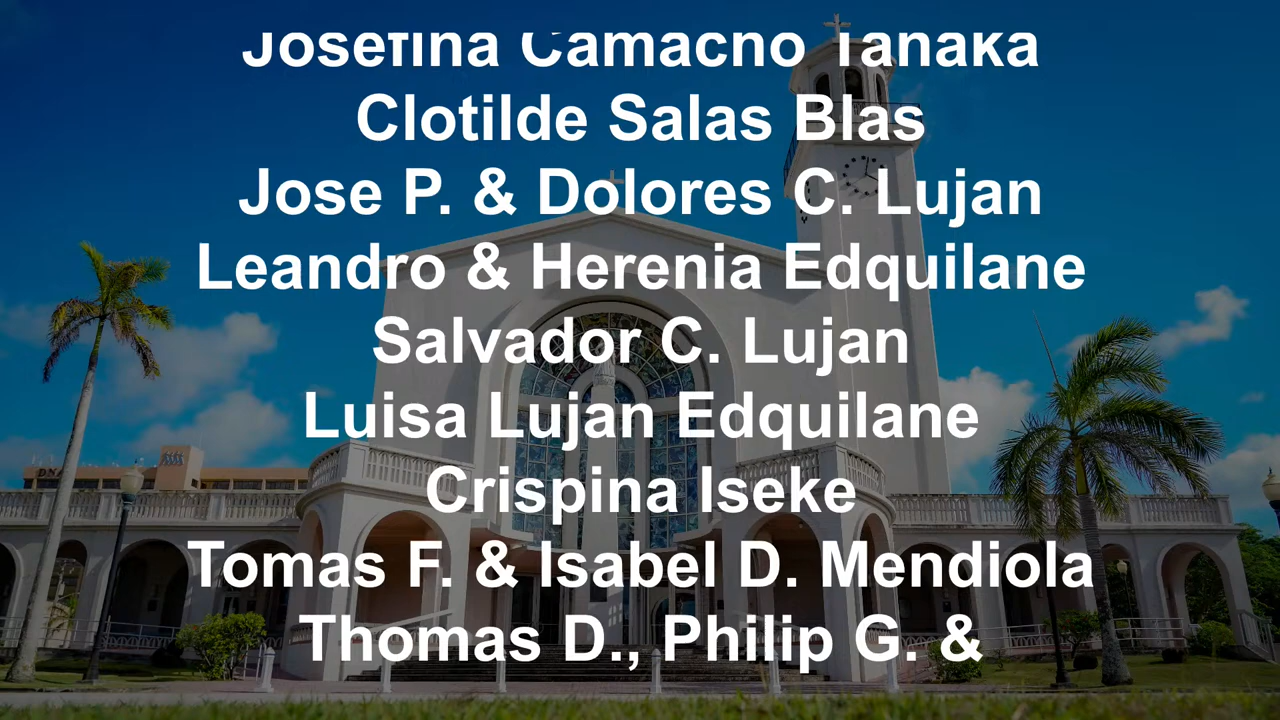 Josefina Camacho Tanaka
Clotilde Salas Blas
Jose P. & Dolores C. Lujan
Leandro & Herenia Edquilane
Salvador C. Lujan
Luisa Lujan Edquilane
Crispina Iseke
Tomas F. & Isabel D. Mendiola
Thomas D., Philip G. &